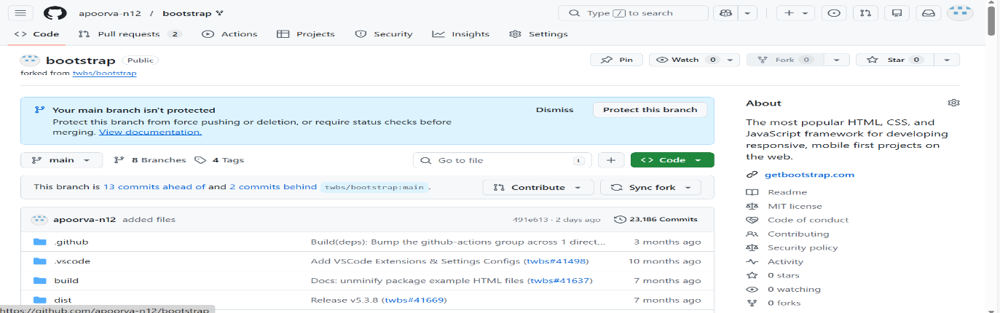 apoorva-n12 / bootstrap
Type / to search
<> Code Pull requests 2 Actions Projects Security Insights Settings
bootstrap Public
forked from twbs/bootstrap
Pin Watch 0 Fork 0 Star 0
Your main branch isn't protected
Protect this branch from force pushing or deletion, or require status checks before
merging. View documentation.
Dismiss Protect this branch
main 8 Branches 4 Tags
Go to file
<> Code
This branch is 13 commits ahead of and 2 commits behind twbs/bootstrap:main .
Contribute Sync fork
apoorva-n12 added files 491e613 · 2 days ago 23,186 Commits
.github Build(deps): Bump the github-actions group across 1 direct... 3 months ago
.vscode Add VSCode Extensions & Settings Configs (twbs#41498) 10 months ago
build Docs: unminify package example HTML files (twbs#41637) 7 months ago
dist Release v5.3.8 (twbs#41669) 7 months ago
About
The most popular HTML, CSS, and
JavaScript framework for developing
responsive, mobile first projects on
the web.
getbootstrap.com
Readme
MIT license
Code of conduct
Contributing
Security policy
Activity
0 stars
0 watching
0 forks
https://github.com/apoorva-n12/bootstrap